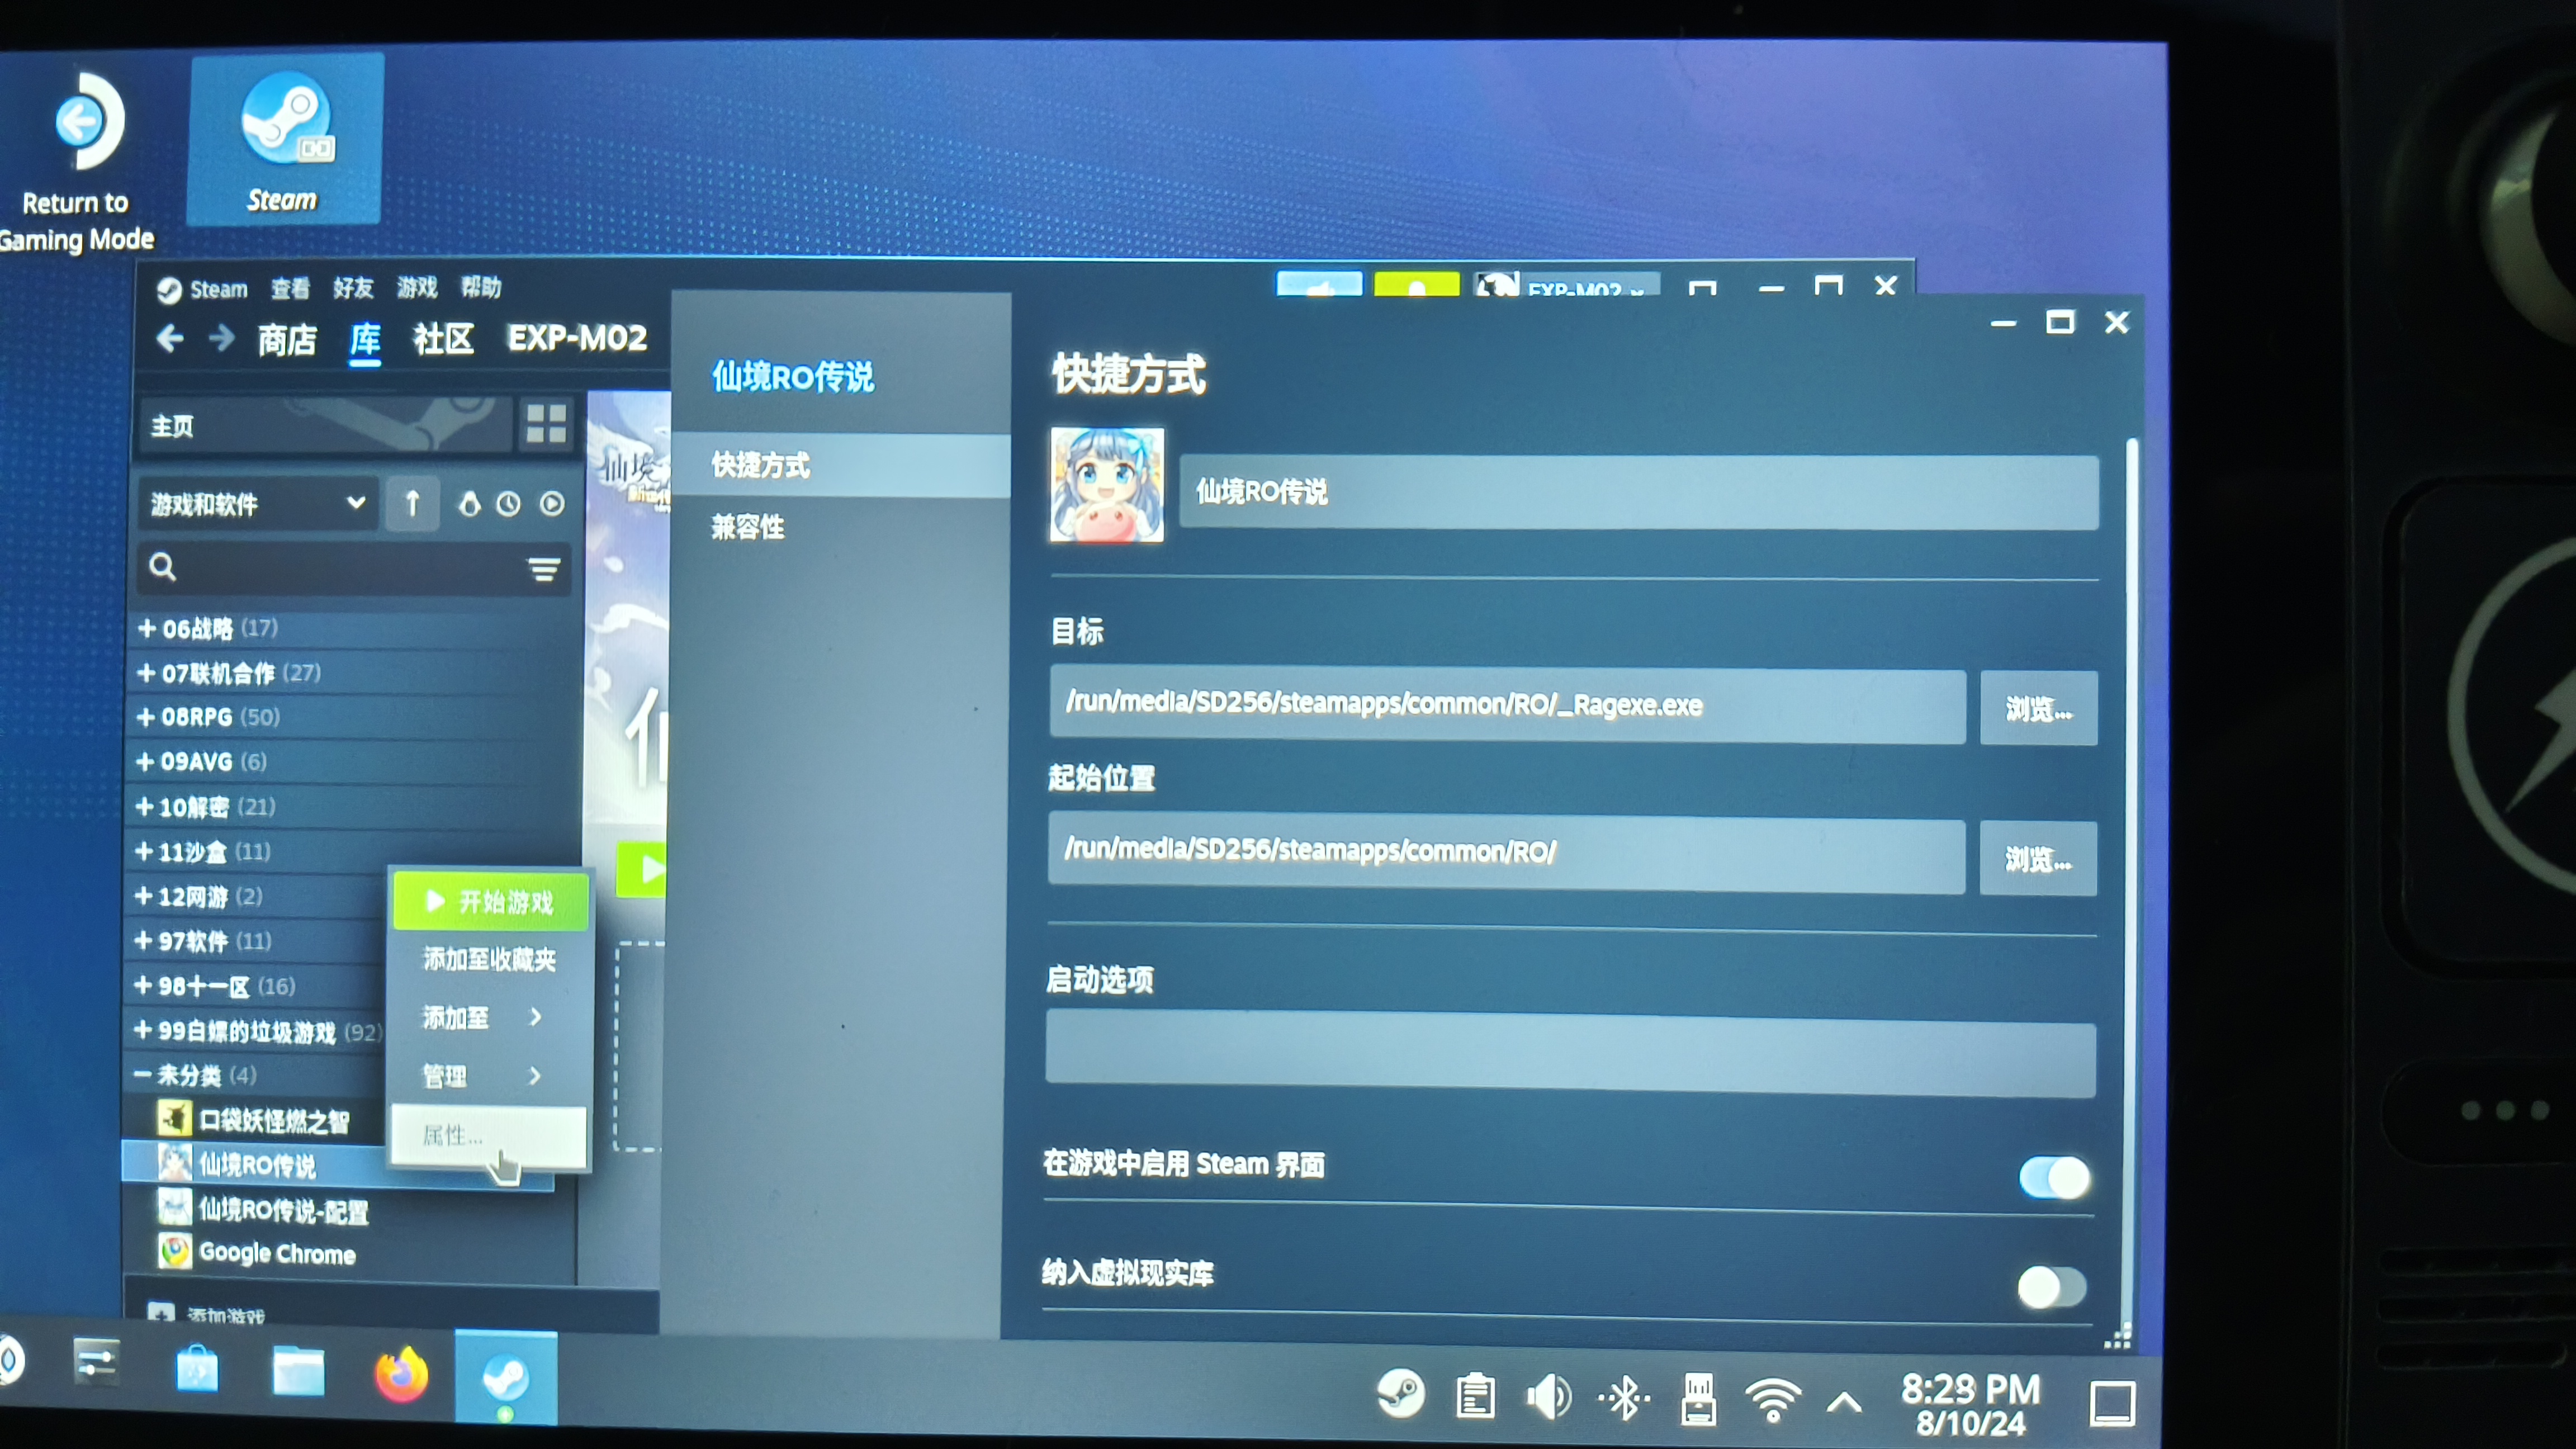 Return to
Gaming Mode
Steam
Steam 查看 好友 游戏 帮助
EXP-M02
商店 库 社区 EXP-M02
主页
游戏和软件
+ 06战略 (17)
+ 07联机合作 (27)
+ 08RPG (50)
+ 09AVG (6)
+ 10解密 (21)
+ 11沙盒 (11)
+ 12网游 (2)
+ 97软件 (11)
+ 98十一区 (16)
+ 99白嫖的垃圾游戏 (92)
− 未分类 (4)
口袋妖怪燃之智
仙境RO传说
仙境RO传说-配置
Google Chrome
添加游戏
开始游戏
添加至收藏夹
添加至
管理
属性...
仙境
仙境RO传说
快捷方式
兼容性
快捷方式
仙境RO传说
目标
/run/media/SD256/steamapps/common/RO/_Ragexe.exe
浏览...
起始位置
/run/media/SD256/steamapps/common/RO/
浏览...
启动选项
在游戏中启用 Steam 界面
纳入虚拟现实库
8:29 PM
8/10/24